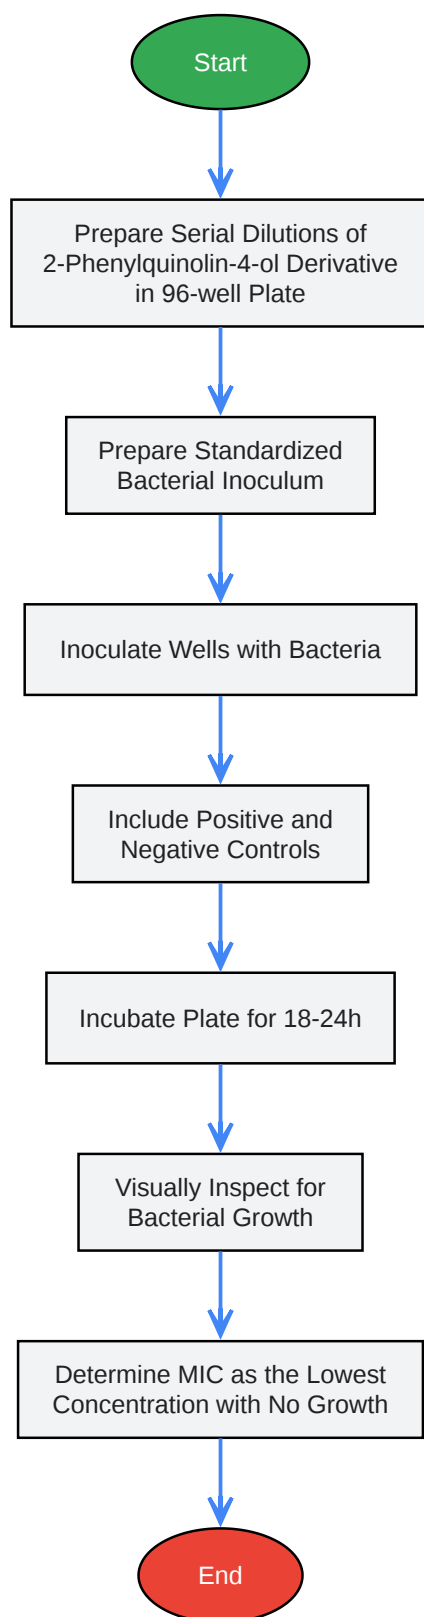 Start
Prepare Serial Dilutions of
2-Phenylquinolin-4-ol Derivative
in 96-well Plate
Prepare Standardized
Bacterial Inoculum
Inoculate Wells with Bacteria
Include Positive and
Negative Controls
Incubate Plate for 18-24h
Visually Inspect for
Bacterial Growth
Determine MIC as the Lowest
Concentration with No Growth
End